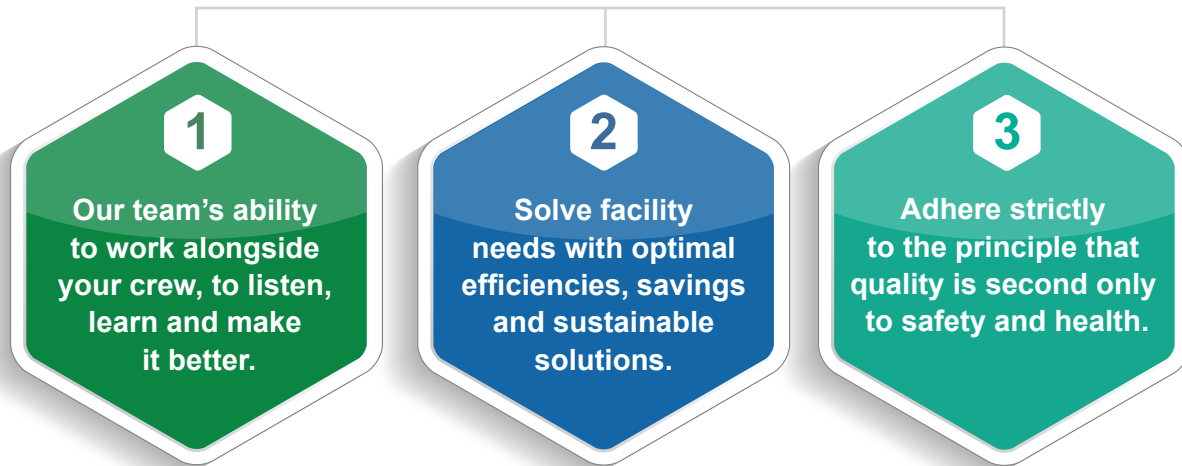 1
Our team’s ability
to work alongside
your crew, to listen,
learn and make
it better.
2
Solve facility
needs with optimal
efficiencies, savings
and sustainable
solutions.
3
Adhere strictly
to the principle that
quality is second only
to safety and health.